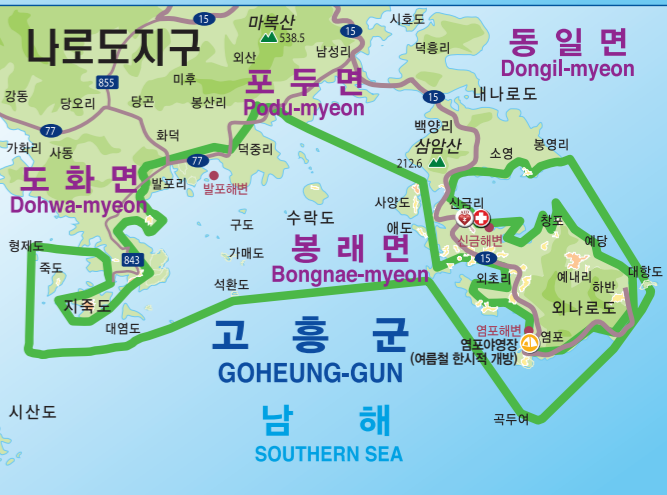 15
마복산
538.5
시호도
나로도지구
외산
남성리
덕흥리
동일면
Dongil-myeon
855
미후
포두면
Podu-myeon
강동
당오리
당곤
봉산리
15
내나로도
77
화덕
백양리
삼암산
212.6
소영
봉영리
가화리
사동
77
덕중리
도화면
Dohwa-myeon
발포리
발포해변
사양도
신금리
수락도
애도
창포
구도
신금해변
예당
형제도
843
가매도
봉래면
Bongnae-myeon
15
죽도
석환도
외초리
예내리
하반
대항도
지죽도
외나로도
대염도
고흥군
GOHEUNG-GUN
염포해변
염포
염포야영장
(여름철 한시적 개방)
남해
SOUTHERN SEA
시산도
곡두여